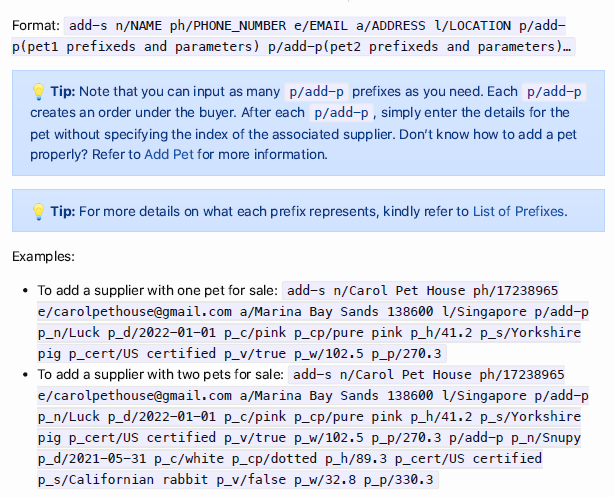 Format: add-s n/NAME ph/PHONE_NUMBER e/EMAIL a/ADDRESS l/LOCATION p/add-
p(pet1 prefixeds and parameters) p/add-p(pet2 prefixeds and parameters)…
💡 Tip: Note that you can input as many p/add-p prefixes as you need. Each p/add-p
creates an order under the buyer. After each p/add-p, simply enter the details for the
pet without specifying the index of the associated supplier. Don’t know how to add a pet
properly? Refer to Add Pet for more information.
💡 Tip: For more details on what each prefix represents, kindly refer to List of Prefixes.
Examples:
• To add a supplier with one pet for sale: add-s n/Carol Pet House ph/17238965
e/carolpethouse@gmail.com a/Marina Bay Sands 138600 l/Singapore p/add-p
p_n/Luck p_d/2022-01-01 p_c/pink p_cp/pure pink p_h/41.2 p_s/Yorkshire
pig p_cert/US certified p_v/true p_w/102.5 p_p/270.3
• To add a supplier with two pets for sale: add-s n/Carol Pet House ph/17238965
e/carolpethouse@gmail.com a/Marina Bay Sands 138600 l/Singapore p/add-p
p_n/Luck p_d/2022-01-01 p_c/pink p_cp/pure pink p_h/41.2 p_s/Yorkshire
pig p_cert/US certified p_v/true p_w/102.5 p_p/270.3 p/add-p p_n/Snupy
p_d/2021-05-31 p_c/white p_cp/dotted p_h/89.3 p_cert/US certified
p_s/Californian rabbit p_v/false p_w/32.8 p_p/330.3